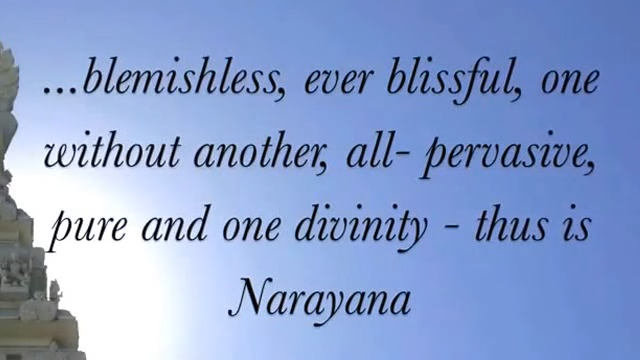 ...blemishless, ever blissful, one
without another, all- pervasive,
pure and one divinity - thus is
Narayana